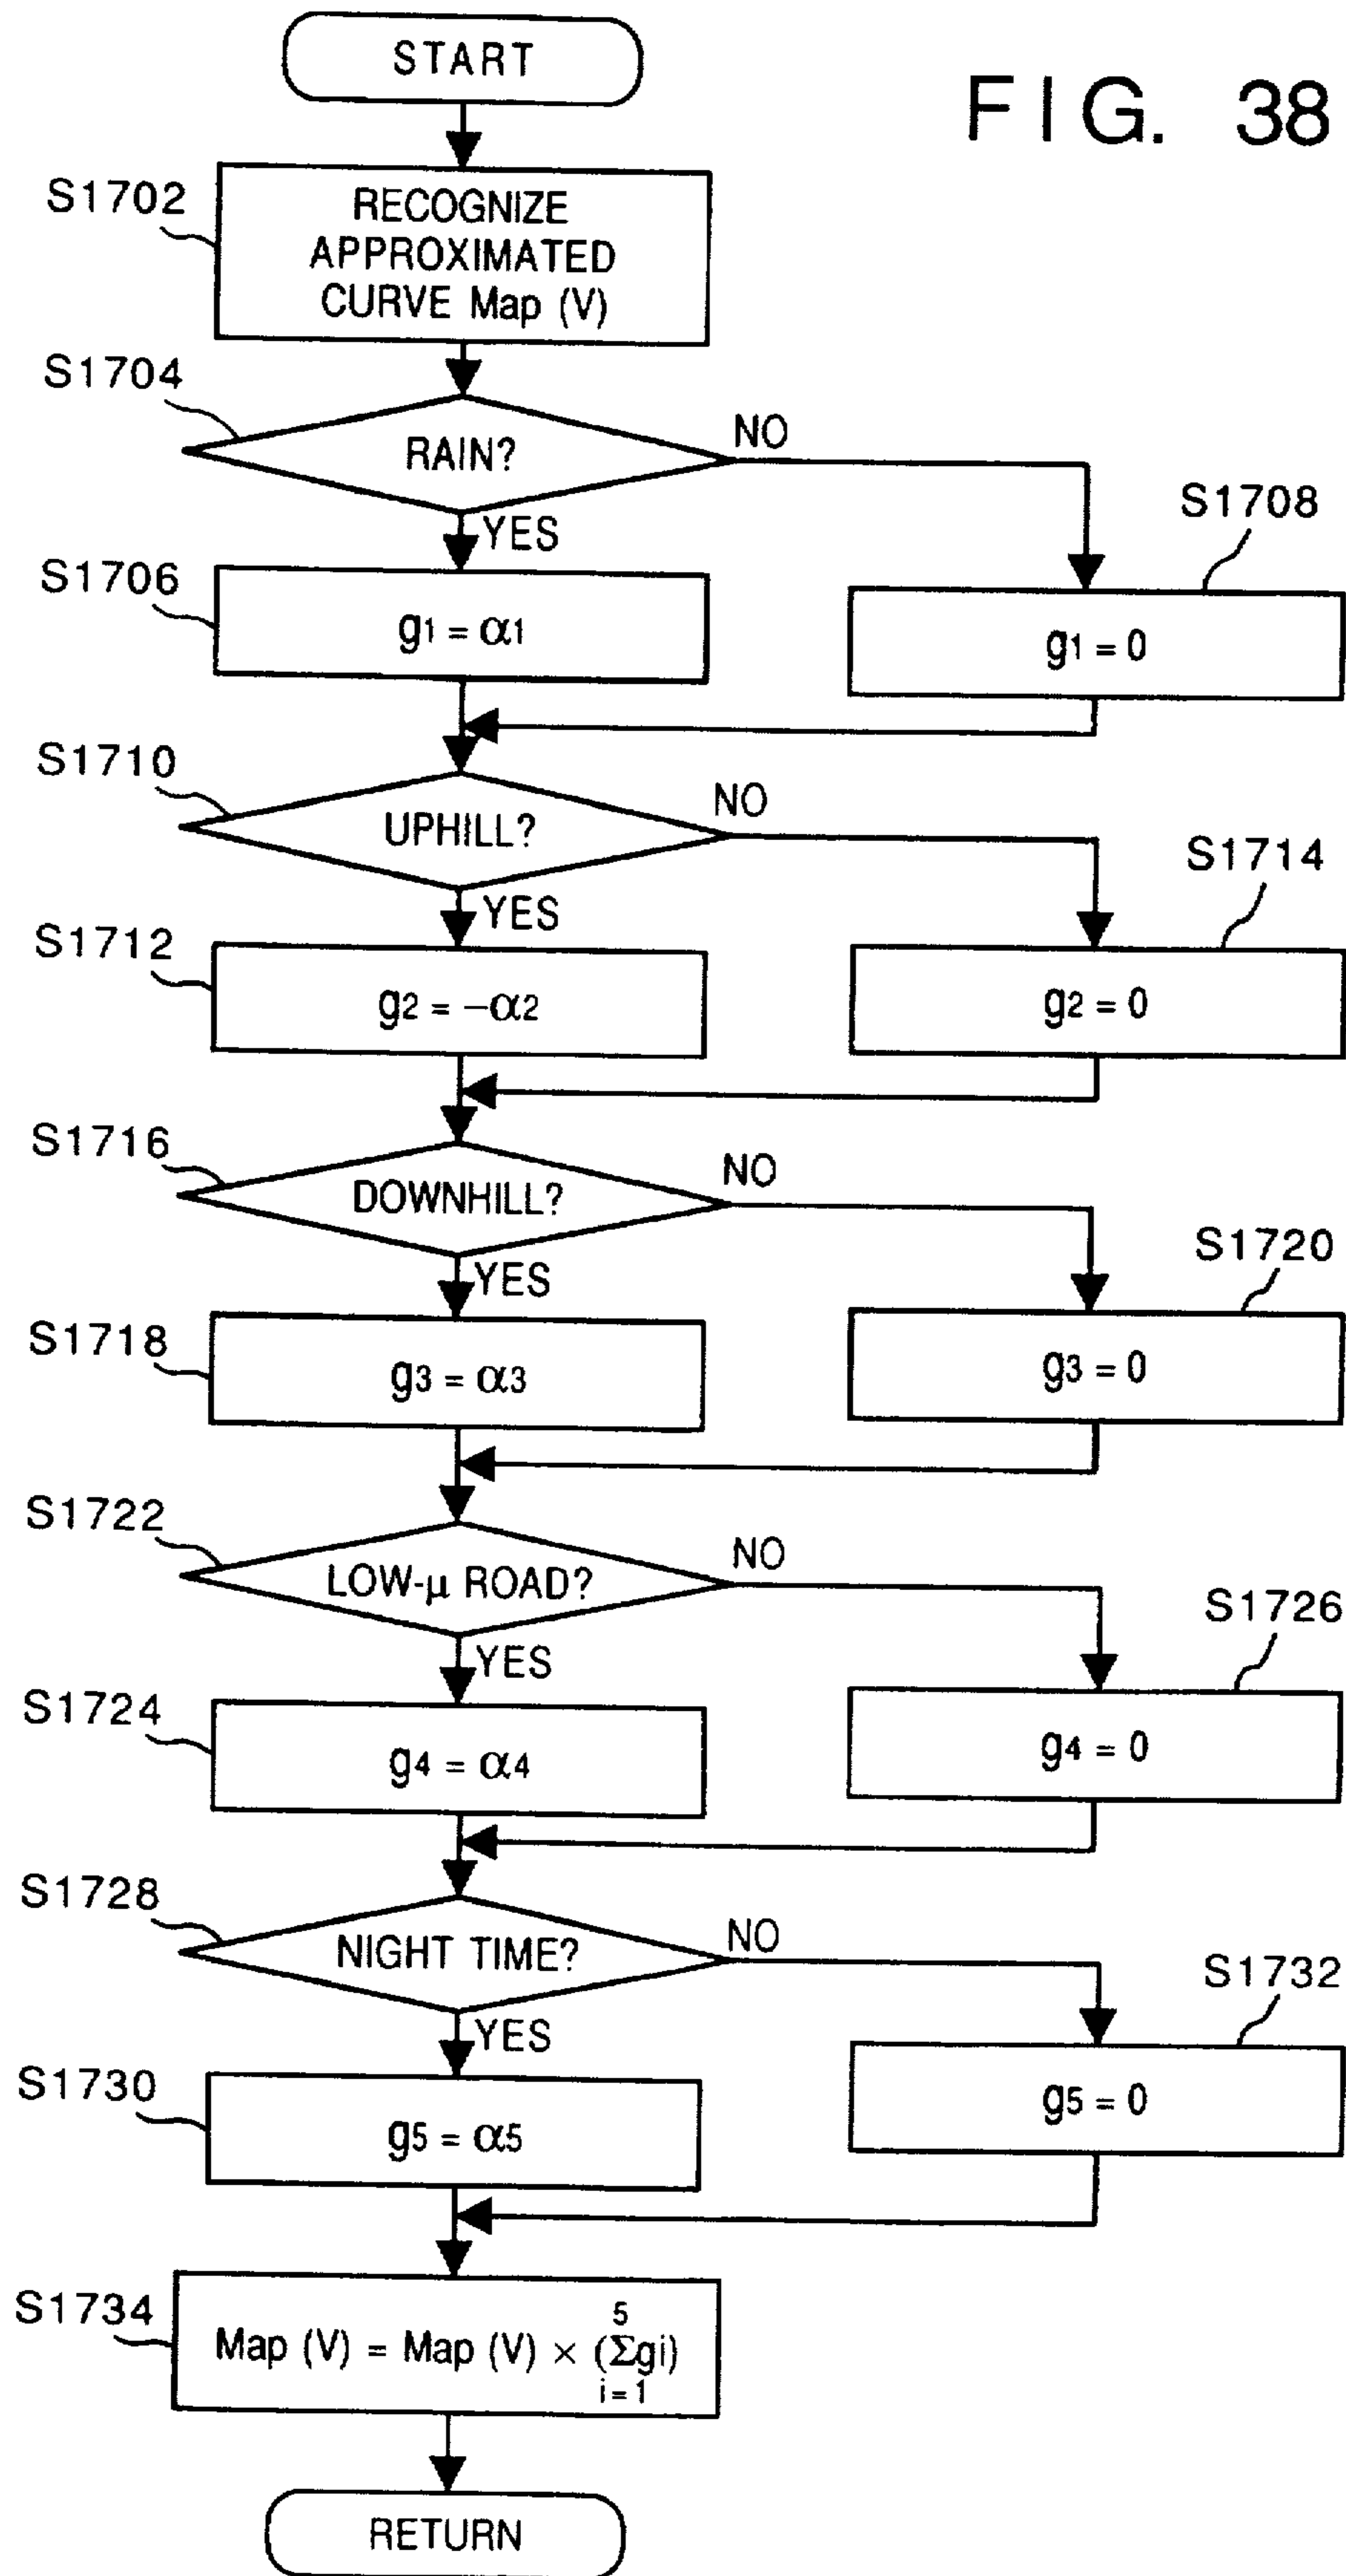 START
FIG. 38
S1702
RECOGNIZE
APPROXIMATED
CURVE Map (V)
S1704
RAIN?
NO
YES
S1706
g1 = α1
S1708
g1 = 0
S1710
UPHILL?
NO
YES
S1712
g2 = −α2
S1714
g2 = 0
S1716
DOWNHILL?
NO
YES
S1718
g3 = α3
S1720
g3 = 0
S1722
LOW-μ ROAD?
NO
YES
S1724
g4 = α4
S1726
g4 = 0
S1728
NIGHT TIME?
NO
YES
S1730
g5 = α5
S1732
g5 = 0
S1734
5
Map (V) = Map (V) × (Σgi)
i=1
RETURN